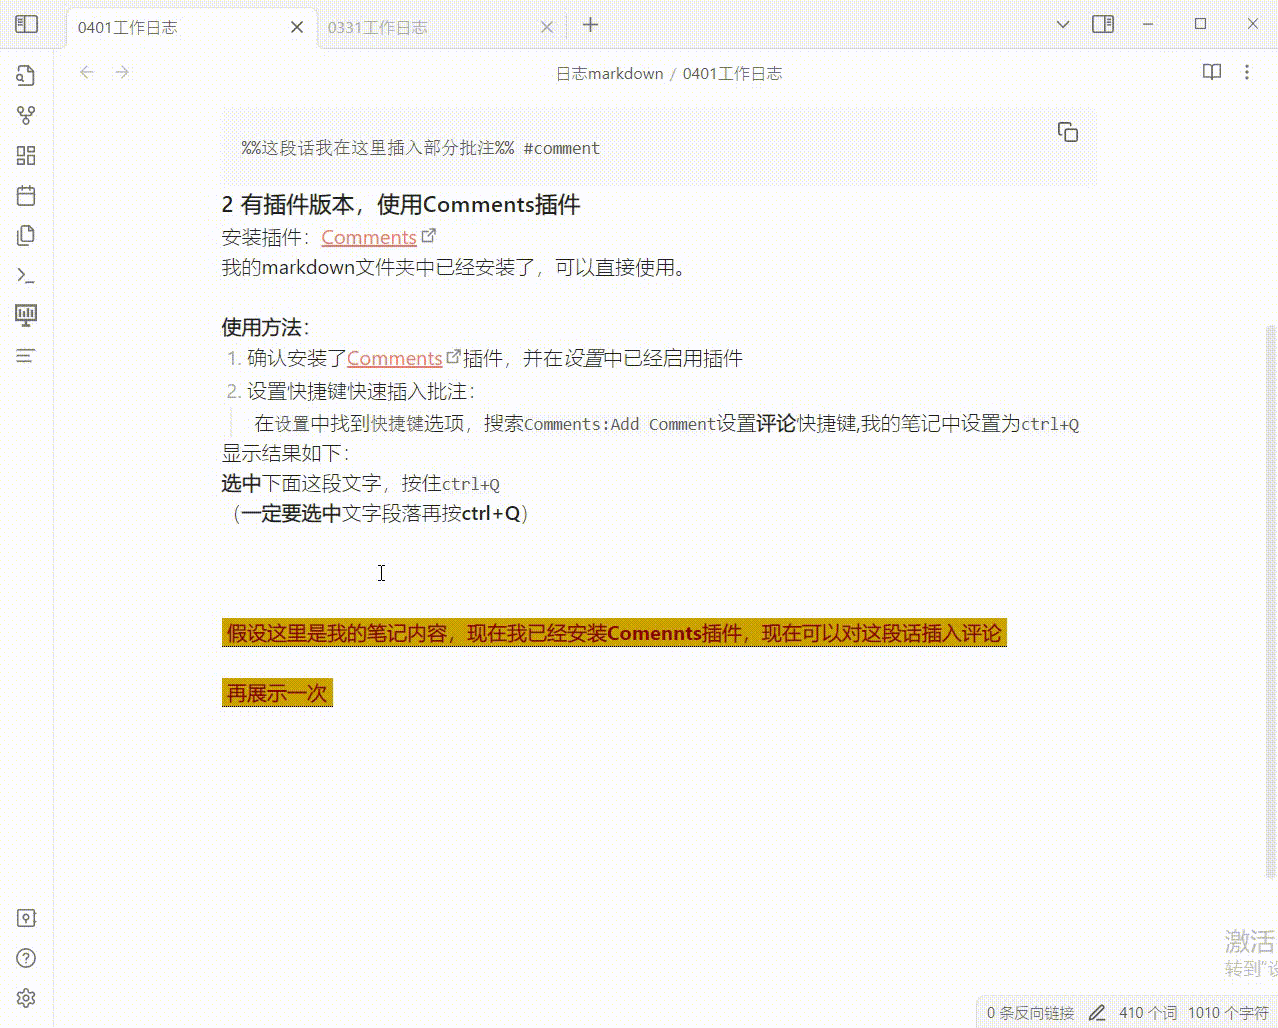 0401工作日志
0331工作日志
日志markdown / 0401工作日志
%%这段话我在这里插入部分批注%% #comment
2 有插件版本，使用Comments插件
安装插件：Comments
我的markdown文件夹中已经安装了，可以直接使用。
使用方法：
1. 确认安装了Comments插件，并在设置中已经启用插件
2. 设置快捷键快速插入批注：
在设置中找到快捷键选项，搜索Comments:Add Comment设置评论快捷键,我的笔记中设置为ctrl+Q
显示结果如下：
选中下面这段文字，按住ctrl+Q
（一定要选中文字段落再按ctrl+Q）
假设这里是我的笔记内容，现在我已经安装Comennts插件，现在可以对这段话插入评论
再展示一次
激活
转到"设
0 条反向链接 410 个词 1010 个字符